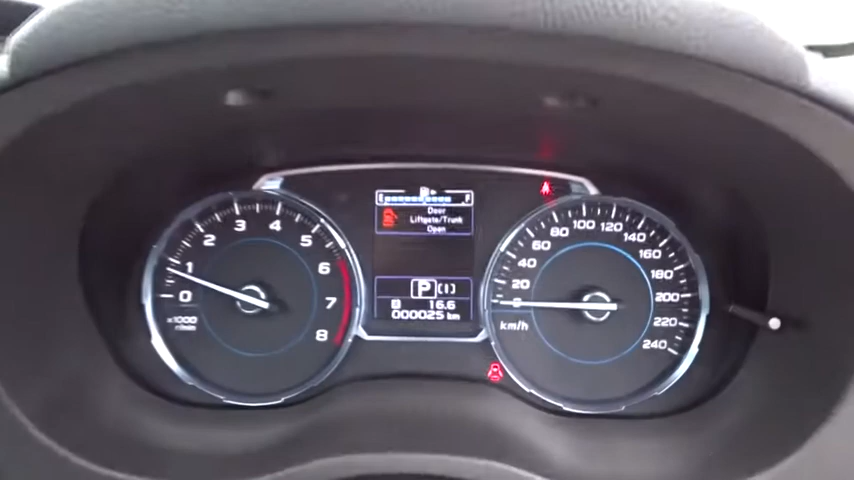 E F
Door
Liftgate/Trunk
Open
P
A 16.6
000025 km
0 1 2 3 4 5 6 7 8
x1000
r/min
0 20 40 60 80 100 120 140 160 180 200 220 240
km/h